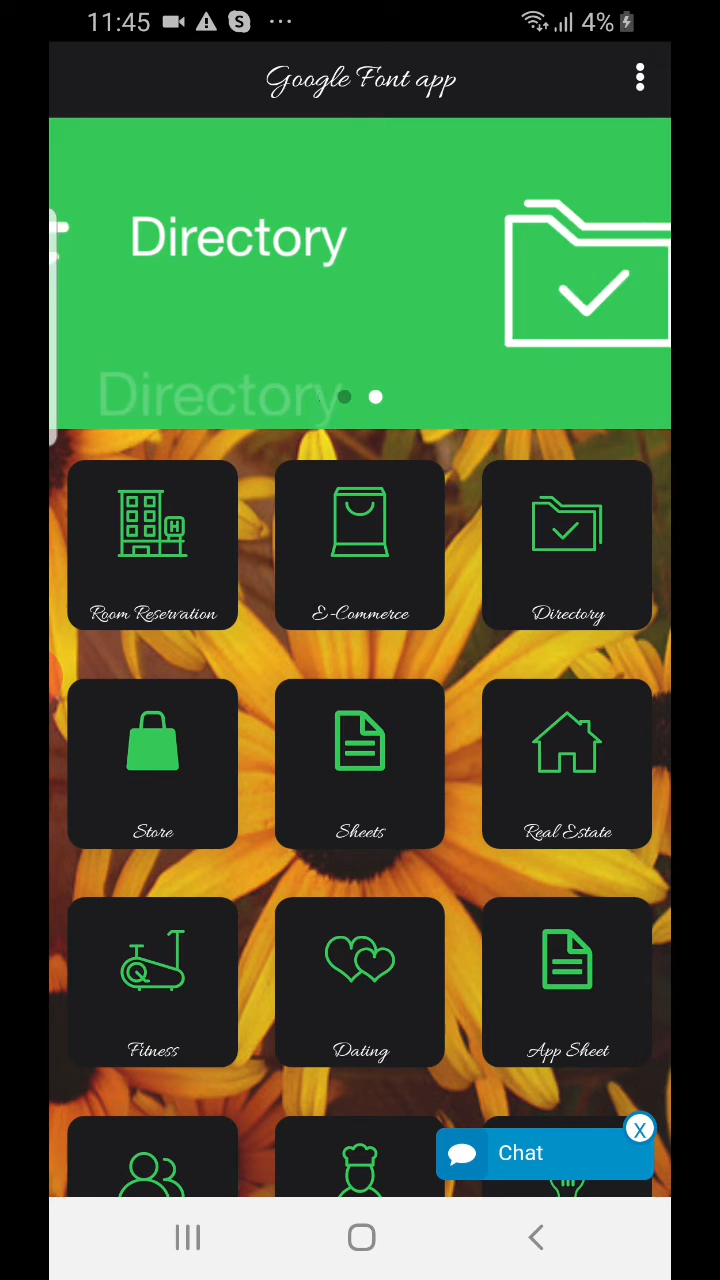 11:45 4%
Google Font app
Directory
Directory
Room Reservation
E-Commerce
Directory
Store
Sheets
Real Estate
Fitness
Dating
App Sheet
Chat
X